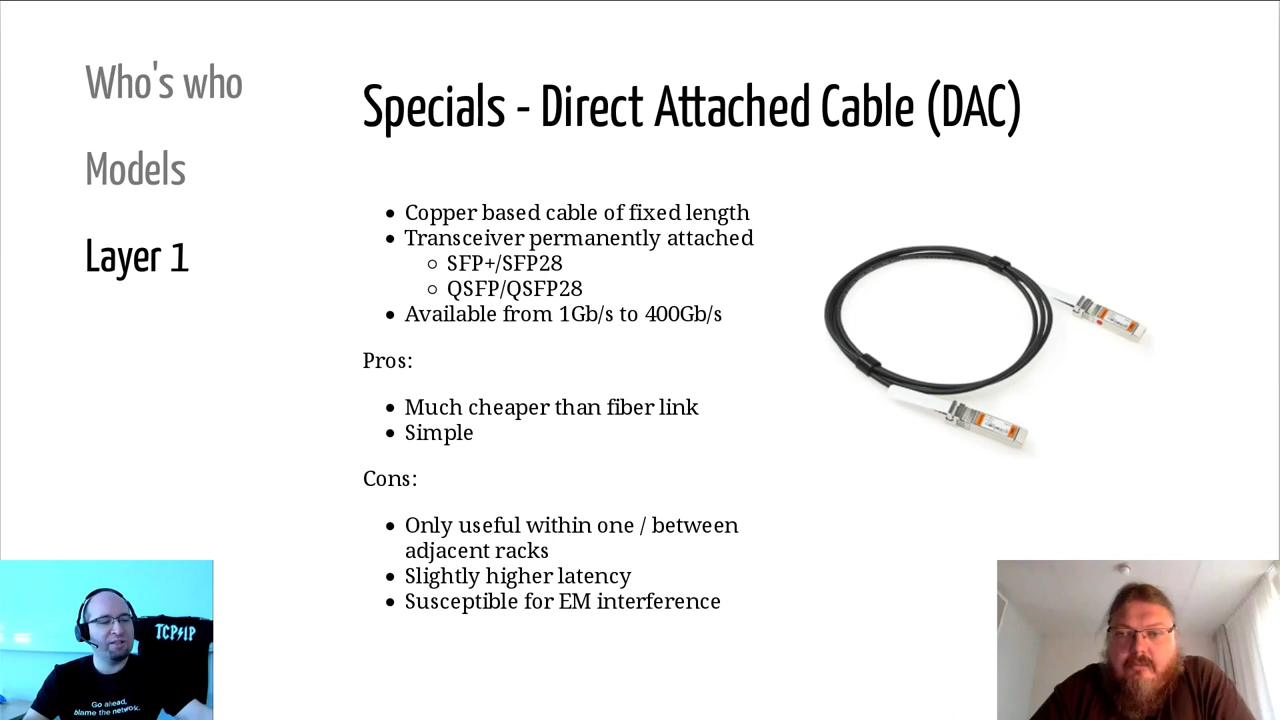 Who's who
Models
Layer 1
Specials - Direct Attached Cable (DAC)
Copper based cable of fixed length
Transceiver permanently attached
SFP+/SFP28
QSFP/QSFP28
Available from 1Gb/s to 400Gb/s
Pros:
Much cheaper than fiber link
Simple
Cons:
Only useful within one / between
adjacent racks
Slightly higher latency
Susceptible for EM interference
TCP/IP
Go ahead,
blame the network.